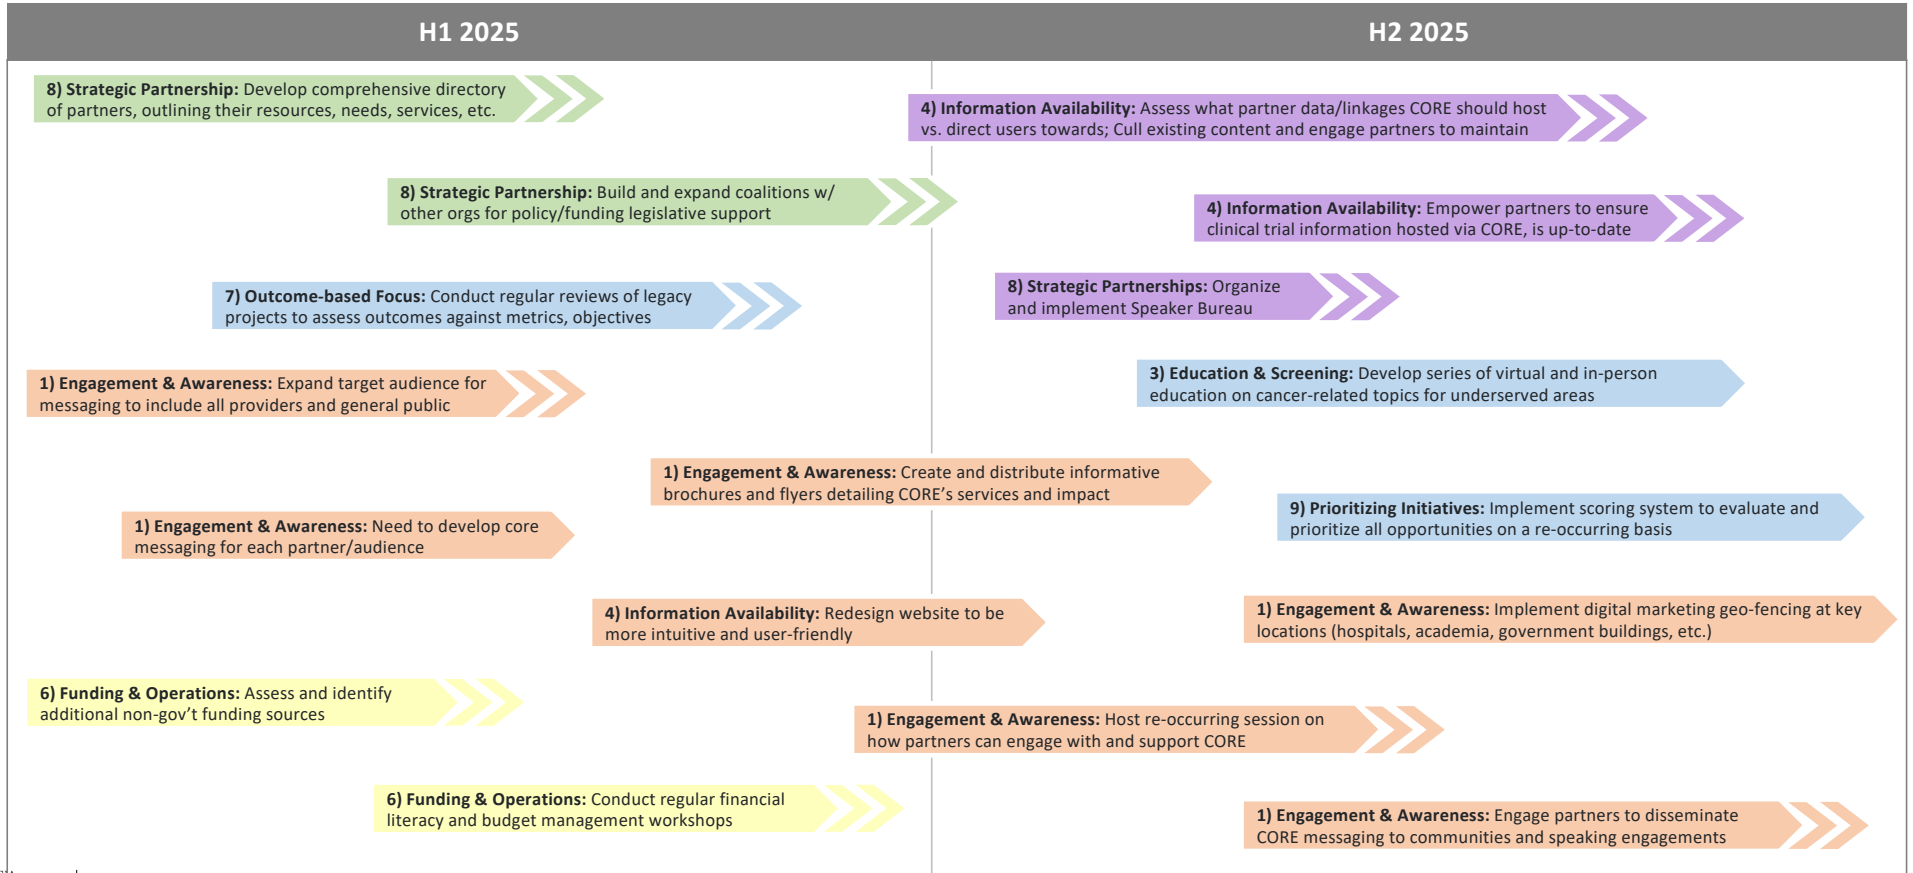 H1 2025
H2 2025
8) Strategic Partnership: Develop comprehensive directory
of partners, outlining their resources, needs, services, etc.
4) Information Availability: Assess what partner data/linkages CORE should host
vs. direct users towards; Cull existing content and engage partners to maintain
8) Strategic Partnership: Build and expand coalitions w/
other orgs for policy/funding legislative support
4) Information Availability: Empower partners to ensure
clinical trial information hosted via CORE, is up-to-date
7) Outcome-based Focus: Conduct regular reviews of legacy
projects to assess outcomes against metrics, objectives
8) Strategic Partnerships: Organize
and implement Speaker Bureau
1) Engagement & Awareness: Expand target audience for
messaging to include all providers and general public
3) Education & Screening: Develop series of virtual and in-person
education on cancer-related topics for underserved areas
1) Engagement & Awareness: Create and distribute informative
brochures and flyers detailing CORE’s services and impact
1) Engagement & Awareness: Need to develop core
messaging for each partner/audience
9) Prioritizing Initiatives: Implement scoring system to evaluate and
prioritize all opportunities on a re-occurring basis
4) Information Availability: Redesign website to be
more intuitive and user-friendly
1) Engagement & Awareness: Implement digital marketing geo-fencing at key
locations (hospitals, academia, government buildings, etc.)
6) Funding & Operations: Assess and identify
additional non-gov’t funding sources
1) Engagement & Awareness: Host re-occurring session on
how partners can engage with and support CORE
6) Funding & Operations: Conduct regular financial
literacy and budget management workshops
1) Engagement & Awareness: Engage partners to disseminate
CORE messaging to communities and speaking engagements